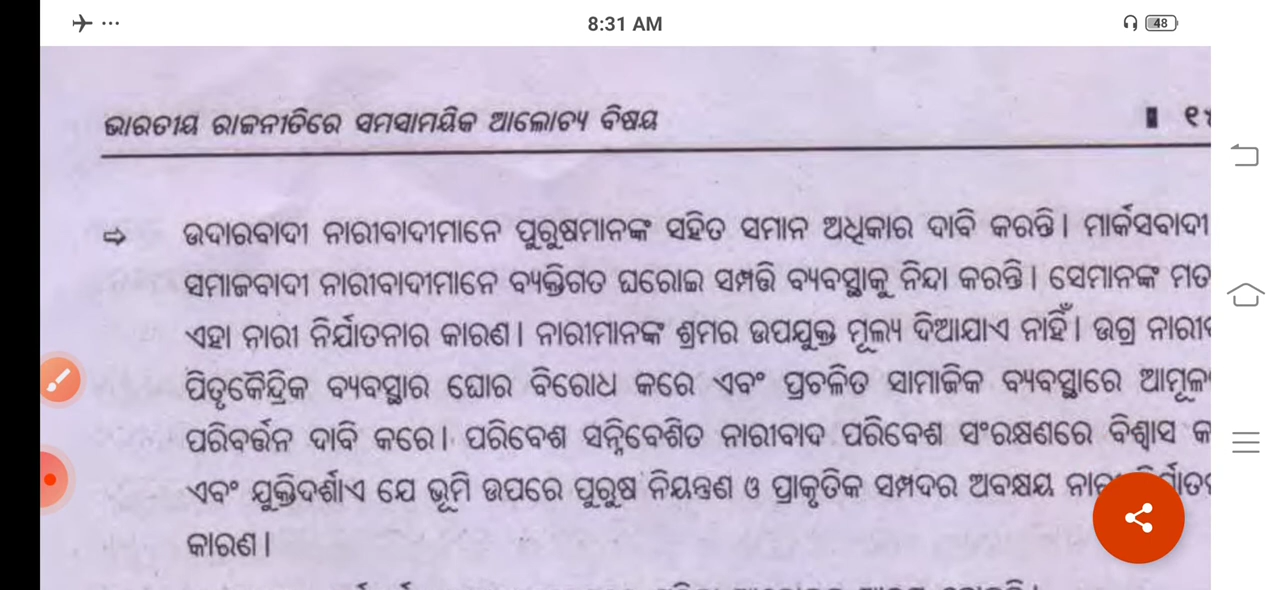 8:31 AM
48
ଭାରତୀୟ ରାଜନୀତିରେ ସମସାମୟିକ ଆଲୋଚ୍ୟ ବିଷୟ
ଉଦାରବାଦୀ ନାରୀବାଦୀମାନେ ପୁରୁଷମାନଙ୍କ ସହିତ ସମାନ ଅଧିକାର ଦାବି କରନ୍ତି। ମାର୍କସବାଦୀ
ସମାଜବାଦୀ ନାରୀବାଦୀମାନେ ବ୍ୟକ୍ତିଗତ ଘରୋଇ ସମ୍ପତ୍ତି ବ୍ୟବସ୍ଥାକୁ ନିନ୍ଦା କରନ୍ତି। ସେମାନଙ୍କ
ଏହା ନାରୀ ନିର୍ଯାତନାର କାରଣ। ନାରୀମାନଙ୍କ ଶ୍ରମର ଉପଯୁକ୍ତ ମୂଲ୍ୟ ଦିଆଯାଏ ନାହିଁ। ଉଗ୍ର
ପିତୃକୈନ୍ଦ୍ରିକ ବ୍ୟବସ୍ଥାର ଘୋର ବିରୋଧ କରେ ଏବଂ ପ୍ରଚଳିତ ସାମାଜିକ ବ୍ୟବସ୍ଥାରେ
ପରିବର୍ତ୍ତନ ଦାବି କରେ। ପରିବେଶ ସନ୍ନିବେଶିତ ନାରୀବାଦ ପରିବେଶ ସଂରକ୍ଷଣରେ ବିଶ୍ୱାସ
ଏବଂ ଯୁକ୍ତିଦର୍ଶାଏ ଯେ ଭୂମି ଉପରେ ପୁରୁଷ ନିୟନ୍ତ୍ରଣ ଓ ପ୍ରାକୃତିକ ସମ୍ପଦର ଅବକ୍ଷୟ
କାରଣ।